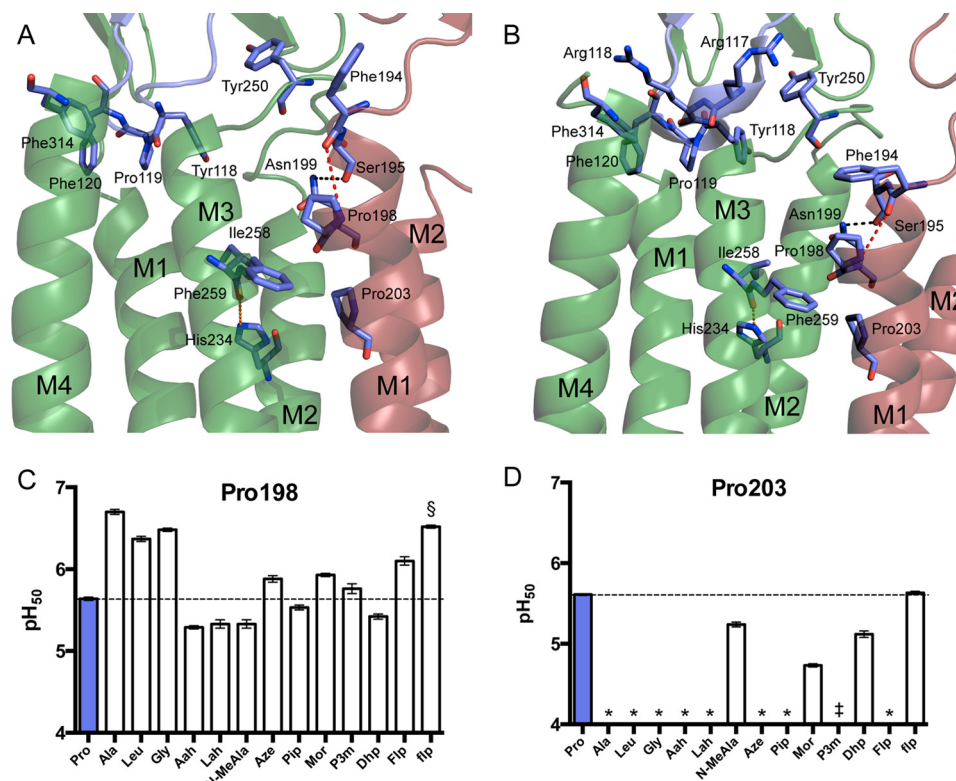 A
Phe194
Tyr250
Phe314
Asn199
Ser195
Phe120
Pro119
Tyr118
M3
Pro198
M2
Ile258
M1
Phe259
Pro203
His234
M4
M2
M1
B
Arg118
Arg117
Tyr250
Phe314
Tyr118
Phe120
Phe194
Pro119
Asn199
M3
Ser195
Ile258
Pro198
M1
Phe259
His234
Pro203
M4
M2
M1
C
Pro198
pH50
7
6
5
4
§
Pro Ala Leu Gly Aah Lah N-MeAla Aze Pip Mor P3m Dhp Flp flp
D
Pro203
pH50
7
6
5
4
* * * * * * * ‡ *
Pro Ala Leu Gly Aah Lah N-MeAla Aze Pip Mor P3m Dhp Flp flp